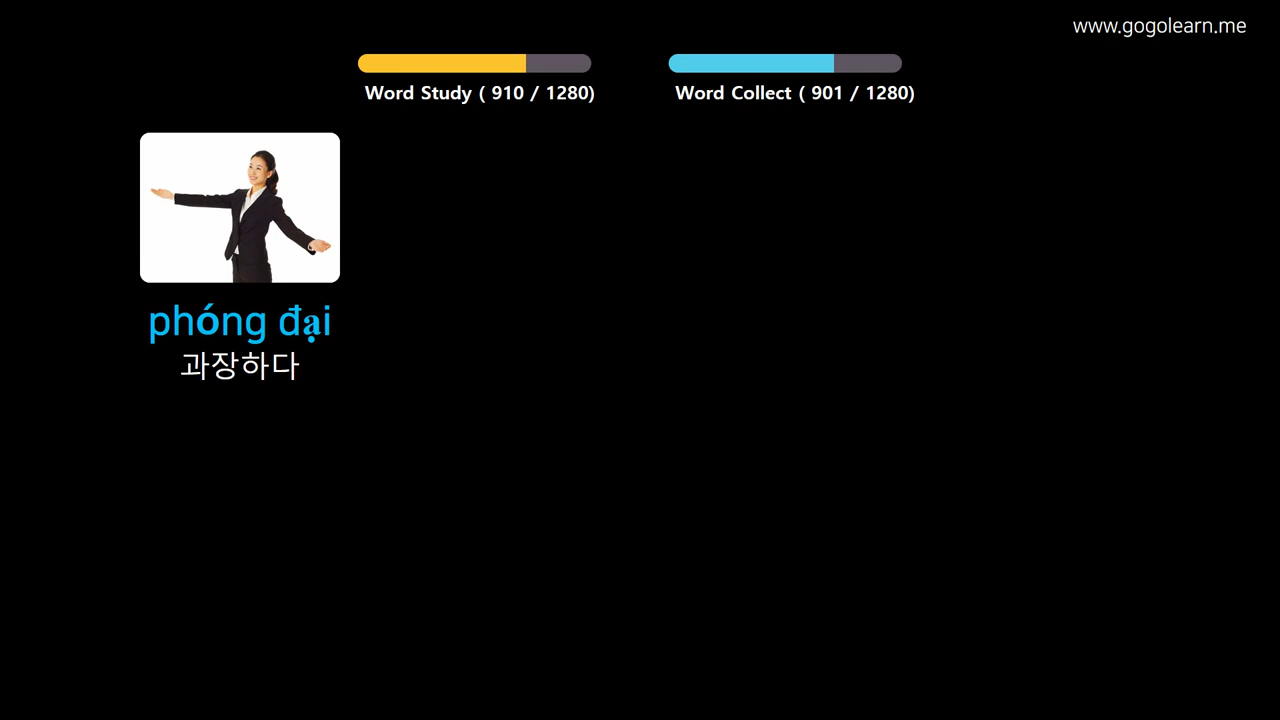 www.gogolearn.me
Word Study ( 910 / 1280)
Word Collect ( 901 / 1280)
phóng đại
과장하다